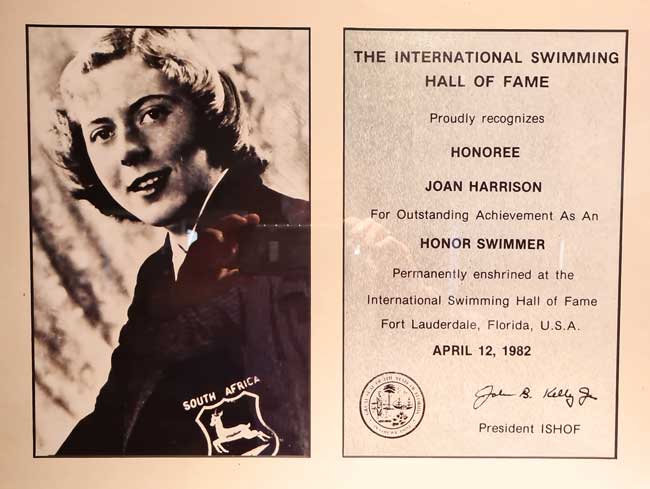 SOUTH AFRICA
THE INTERNATIONAL SWIMMING
HALL OF FAME
Proudly recognizes
HONOREE
JOAN HARRISON
For Outstanding Achievement As An
HONOR SWIMMER
Permanently enshrined at the
International Swimming Hall of Fame
Fort Lauderdale, Florida, U.S.A.
APRIL 12, 1982
John B. Kelly Jr
President ISHOF